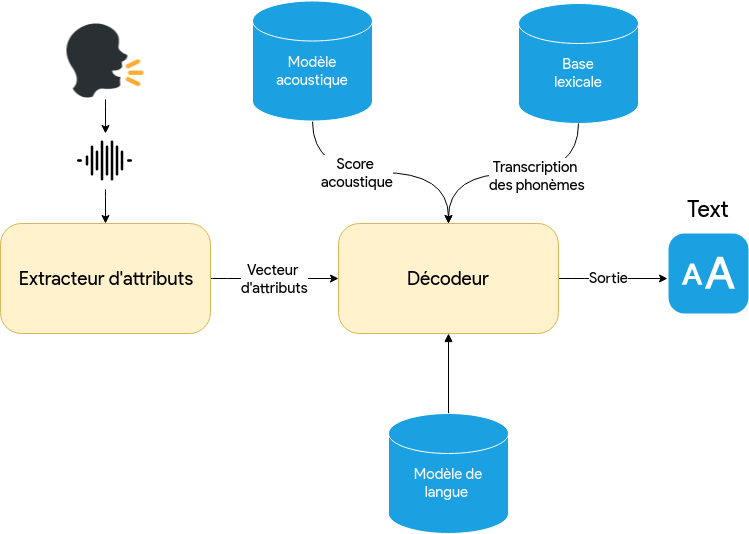 Modèle
acoustique
Base
lexicale
Score
acoustique
Transcription
des phonèmes
Text
AA
Extracteur d'attributs
Vecteur
d'attributs
Décodeur
Sortie
Modèle de
langue